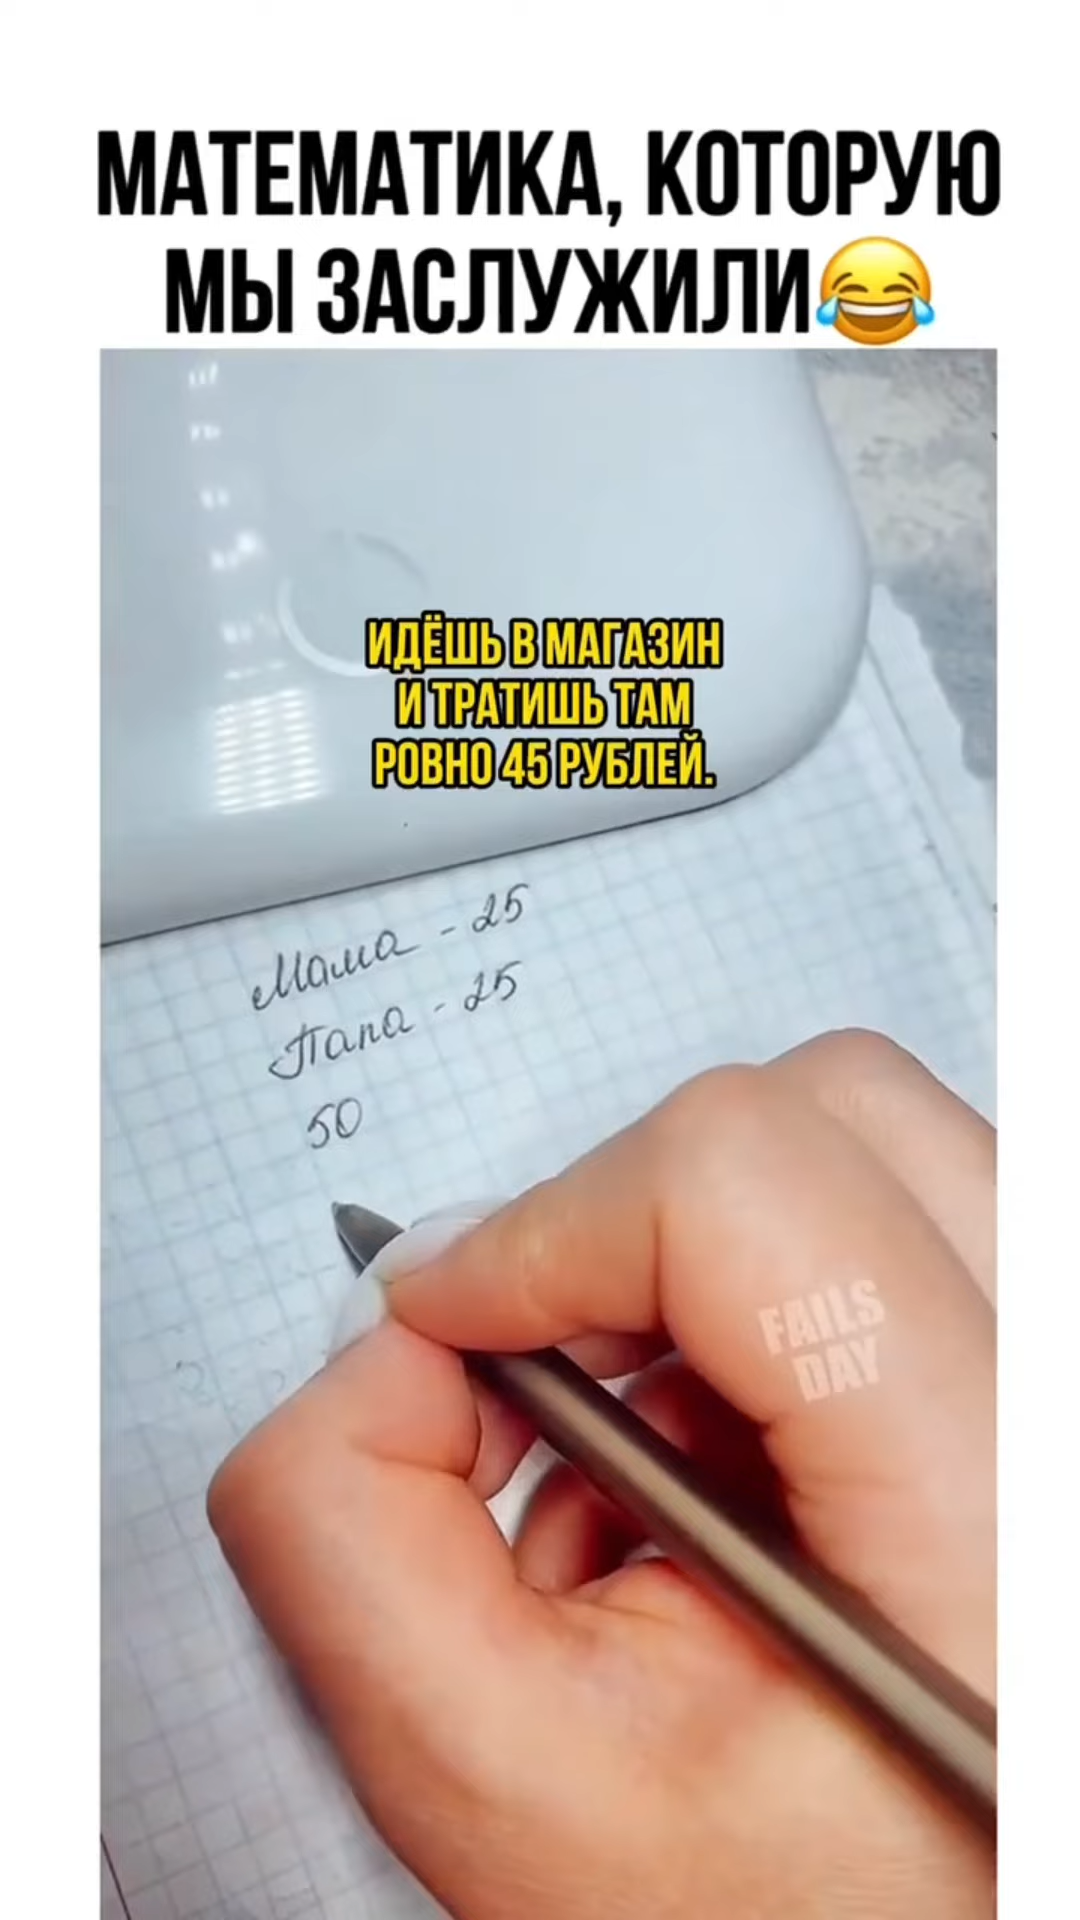 МАТЕМАТИКА, КОТОРУЮ
МЫ ЗАСЛУЖИЛИ😂
ИДЁШЬ В МАГАЗИН
И ТРАТИШЬ ТАМ
РОВНО 45 РУБЛЕЙ.
Мама - 25
Папа - 25
50
FAILS
DAY